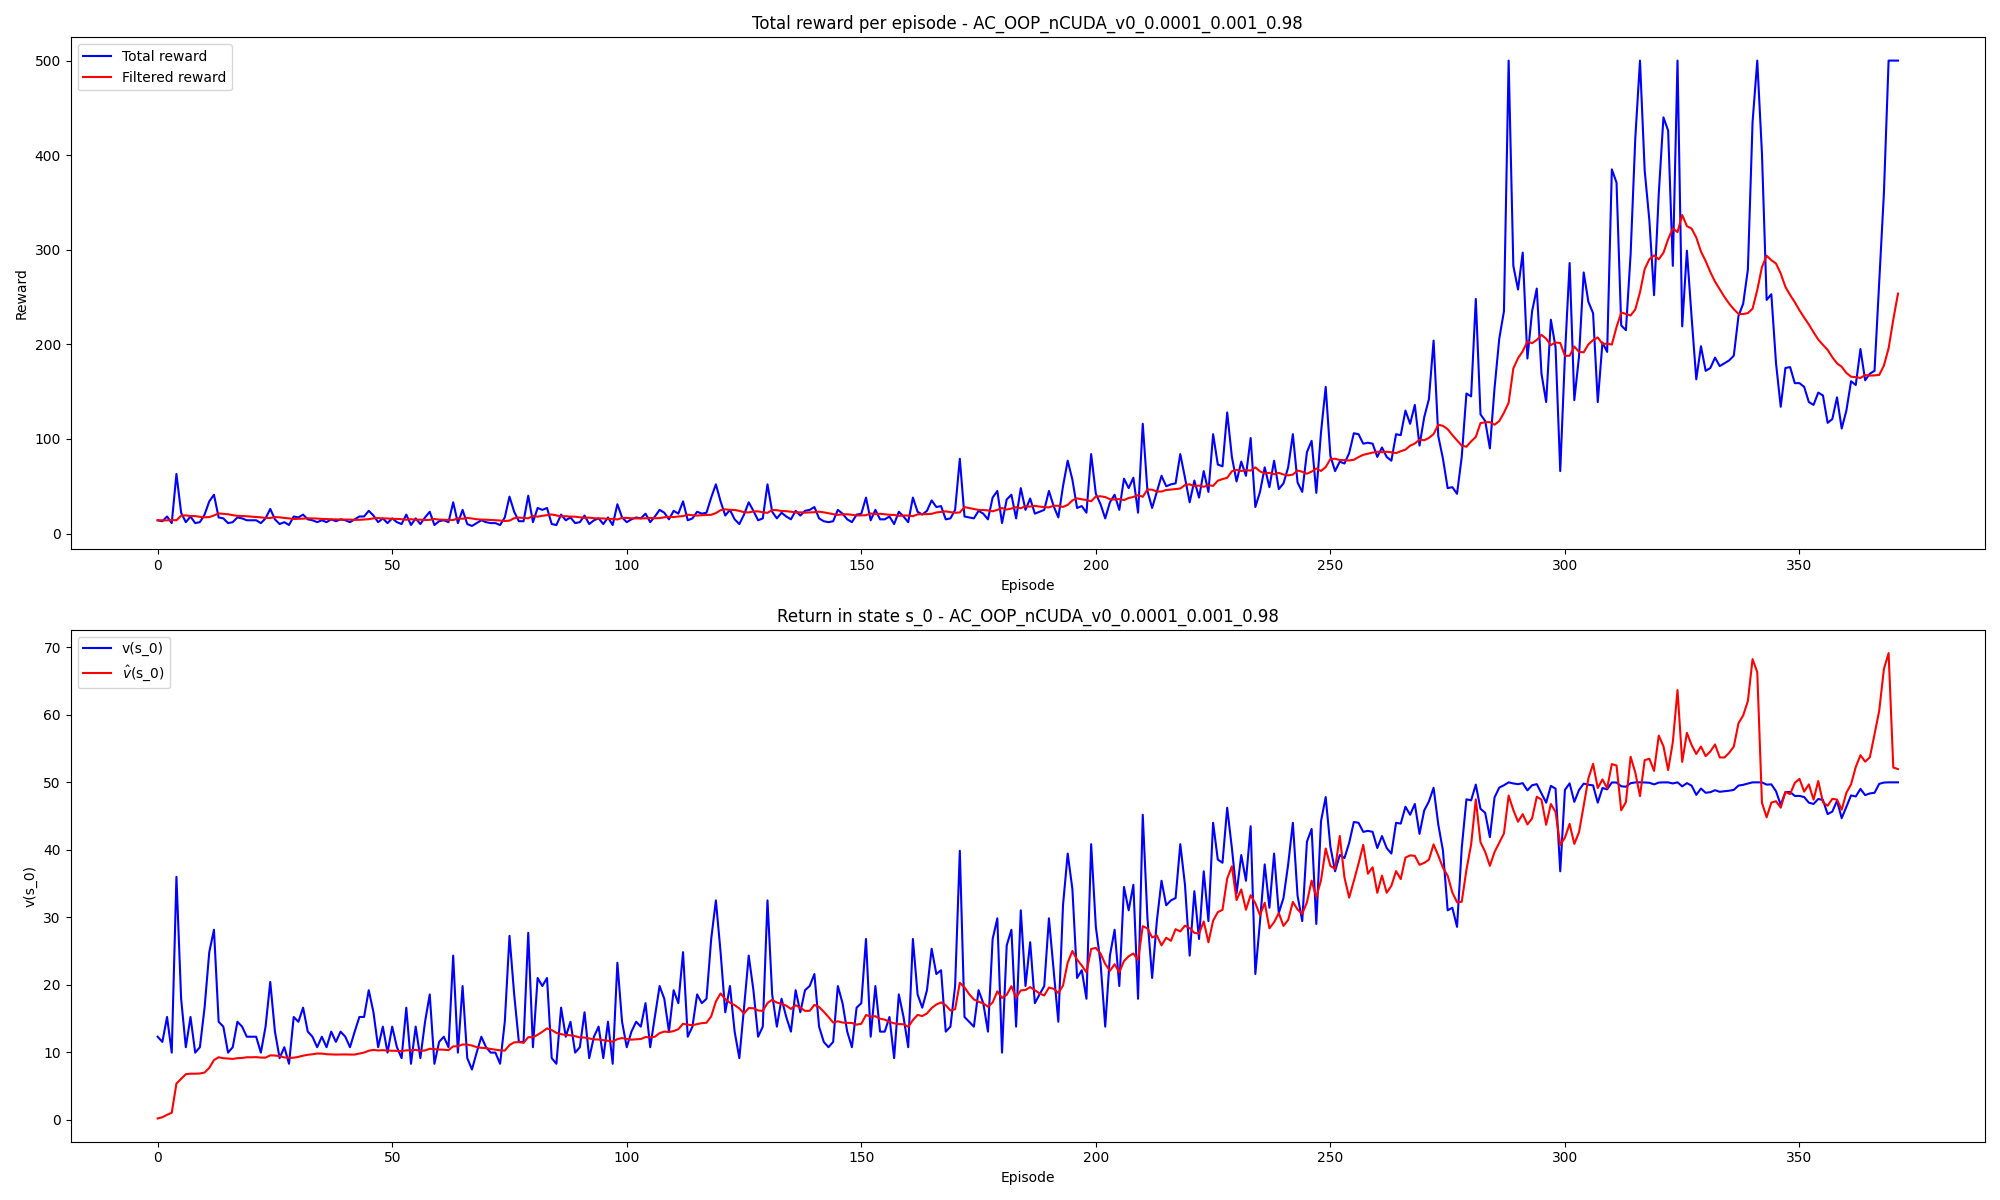 Total reward per episode - AC_OOP_nCUDA_v0_0.0001_0.001_0.98
Total reward
Filtered reward
500
400
300
200
100
0
Reward
0 50 100 150 200 250 300 350
Episode
Return in state s_0 - AC_OOP_nCUDA_v0_0.0001_0.001_0.98
v(s_0)
v̂(s_0)
70
60
50
40
30
20
10
0
v(s_0)
0 50 100 150 200 250 300 350
Episode